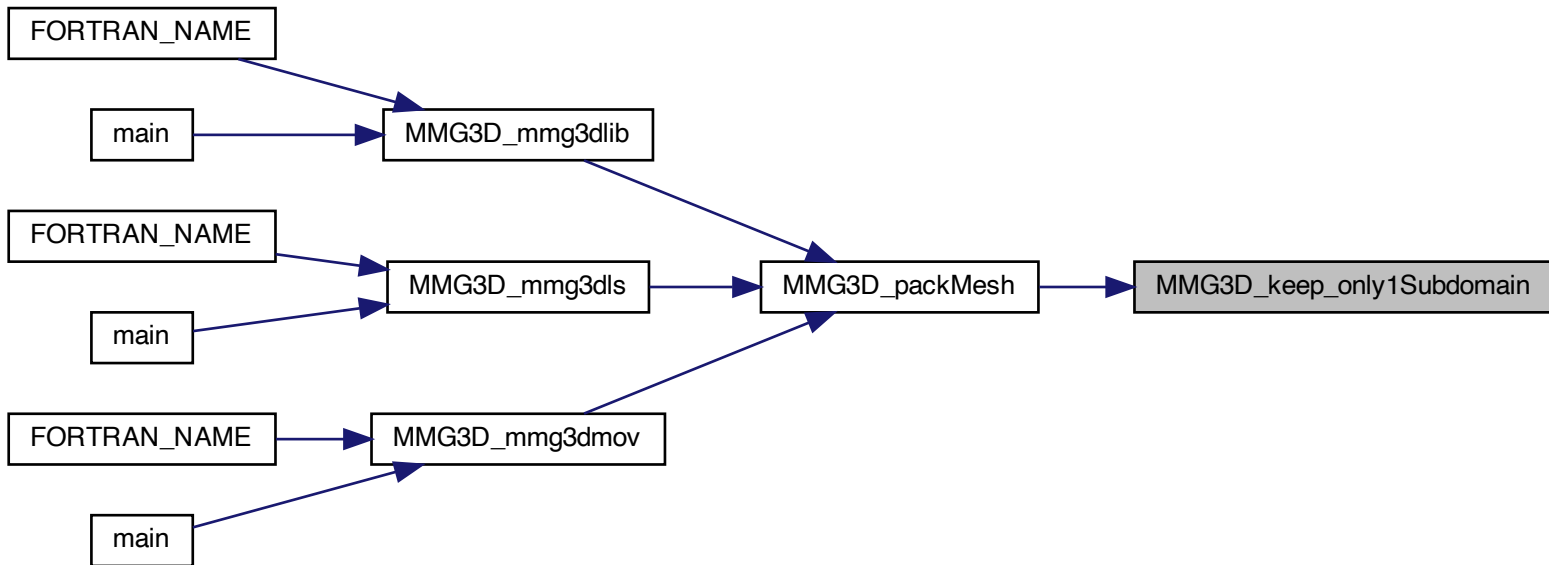 FORTRAN_NAME
main
MMG3D_mmg3dlib
FORTRAN_NAME
main
MMG3D_mmg3dls
MMG3D_packMesh
MMG3D_keep_only1Subdomain
FORTRAN_NAME
main
MMG3D_mmg3dmov